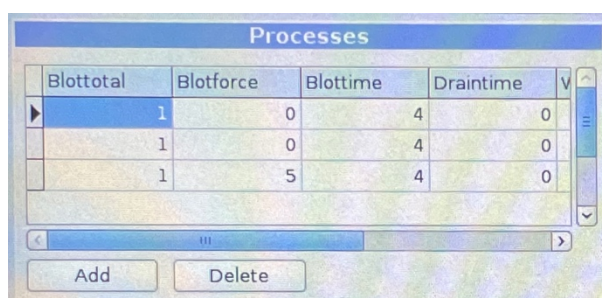 Processes
Blottotal Blotforce Blottime Draintime
1 0 4 0
1 0 4 0
1 5 4 0
Add Delete